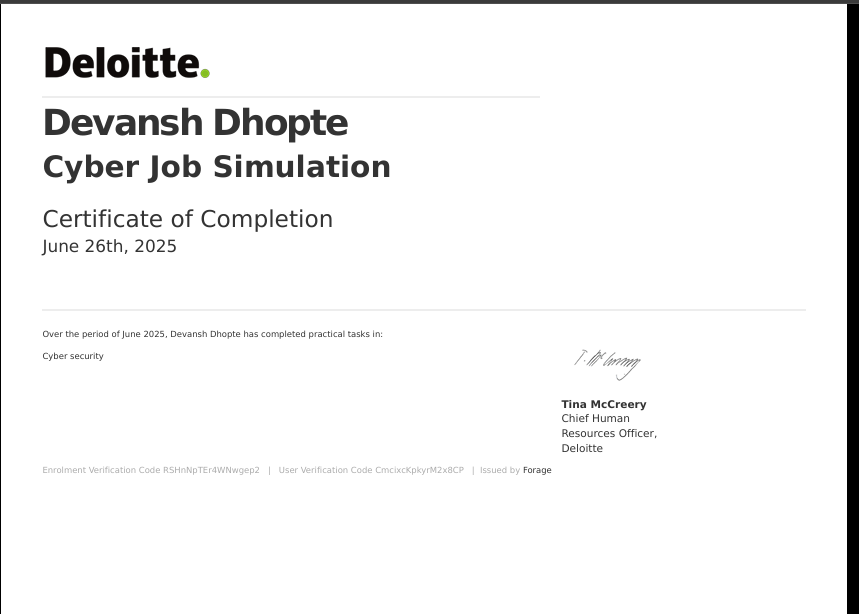 Deloitte.
Devansh Dhopte
Cyber Job Simulation
Certificate of Completion
June 26th, 2025
Over the period of June 2025, Devansh Dhopte has completed practical tasks in:
Cyber security
T. McCreery
Tina McCreery
Chief Human
Resources Officer,
Deloitte
Enrolment Verification Code RSHnNpTEr4WNwgep2 | User Verification Code CmcixcKpkyrM2x8CP | Issued by Forage